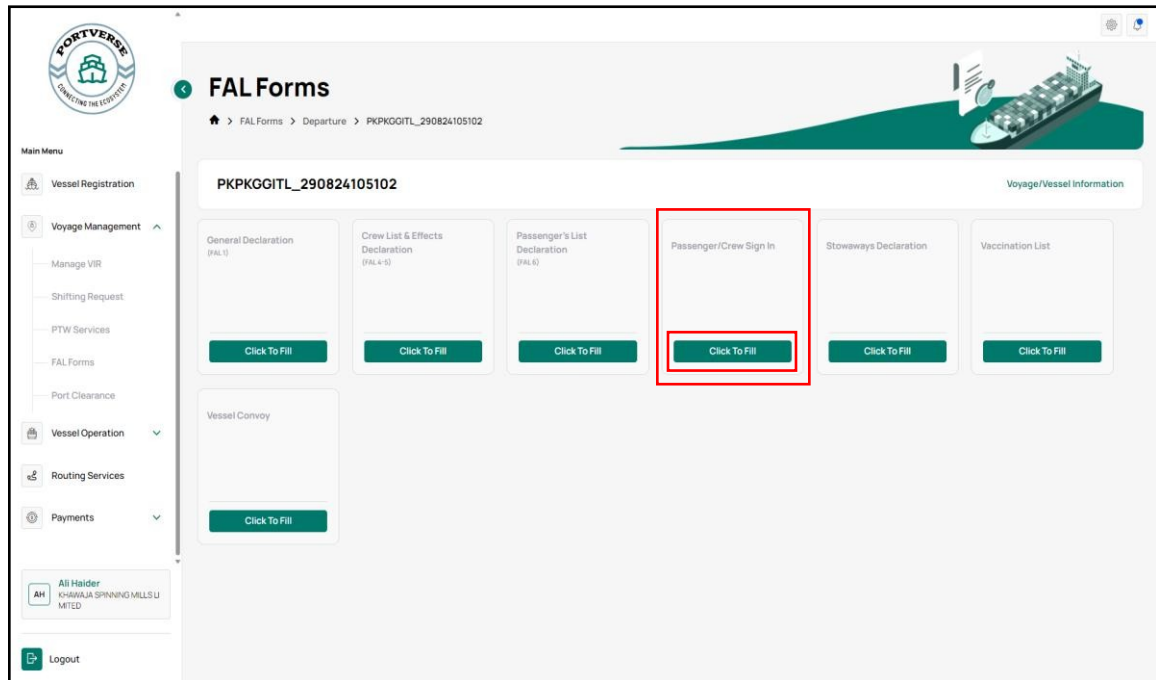 PORTVERSE
CONNECTING THE ECOSYSTEM
FAL Forms
FAL Forms > Departure > PKPKGGITL_290824105102
Main Menu
Vessel Registration
Voyage Management
Manage VIR
Shifting Request
PTW Services
FAL Forms
Port Clearance
Vessel Operation
Routing Services
Payments
AH
Ali Haider
KHAWAJA SPINNING MILLS LI
MITED
Logout
PKPKGGITL_290824105102
Voyage/Vessel Information
General Declaration
(FAL 1)
Click To Fill
Crew List & Effects
Declaration
(FAL 4-5)
Click To Fill
Passenger's List
Declaration
(FAL 6)
Click To Fill
Passenger/Crew Sign In
Click To Fill
Stowaways Declaration
Click To Fill
Vaccination List
Click To Fill
Vessel Convoy
Click To Fill